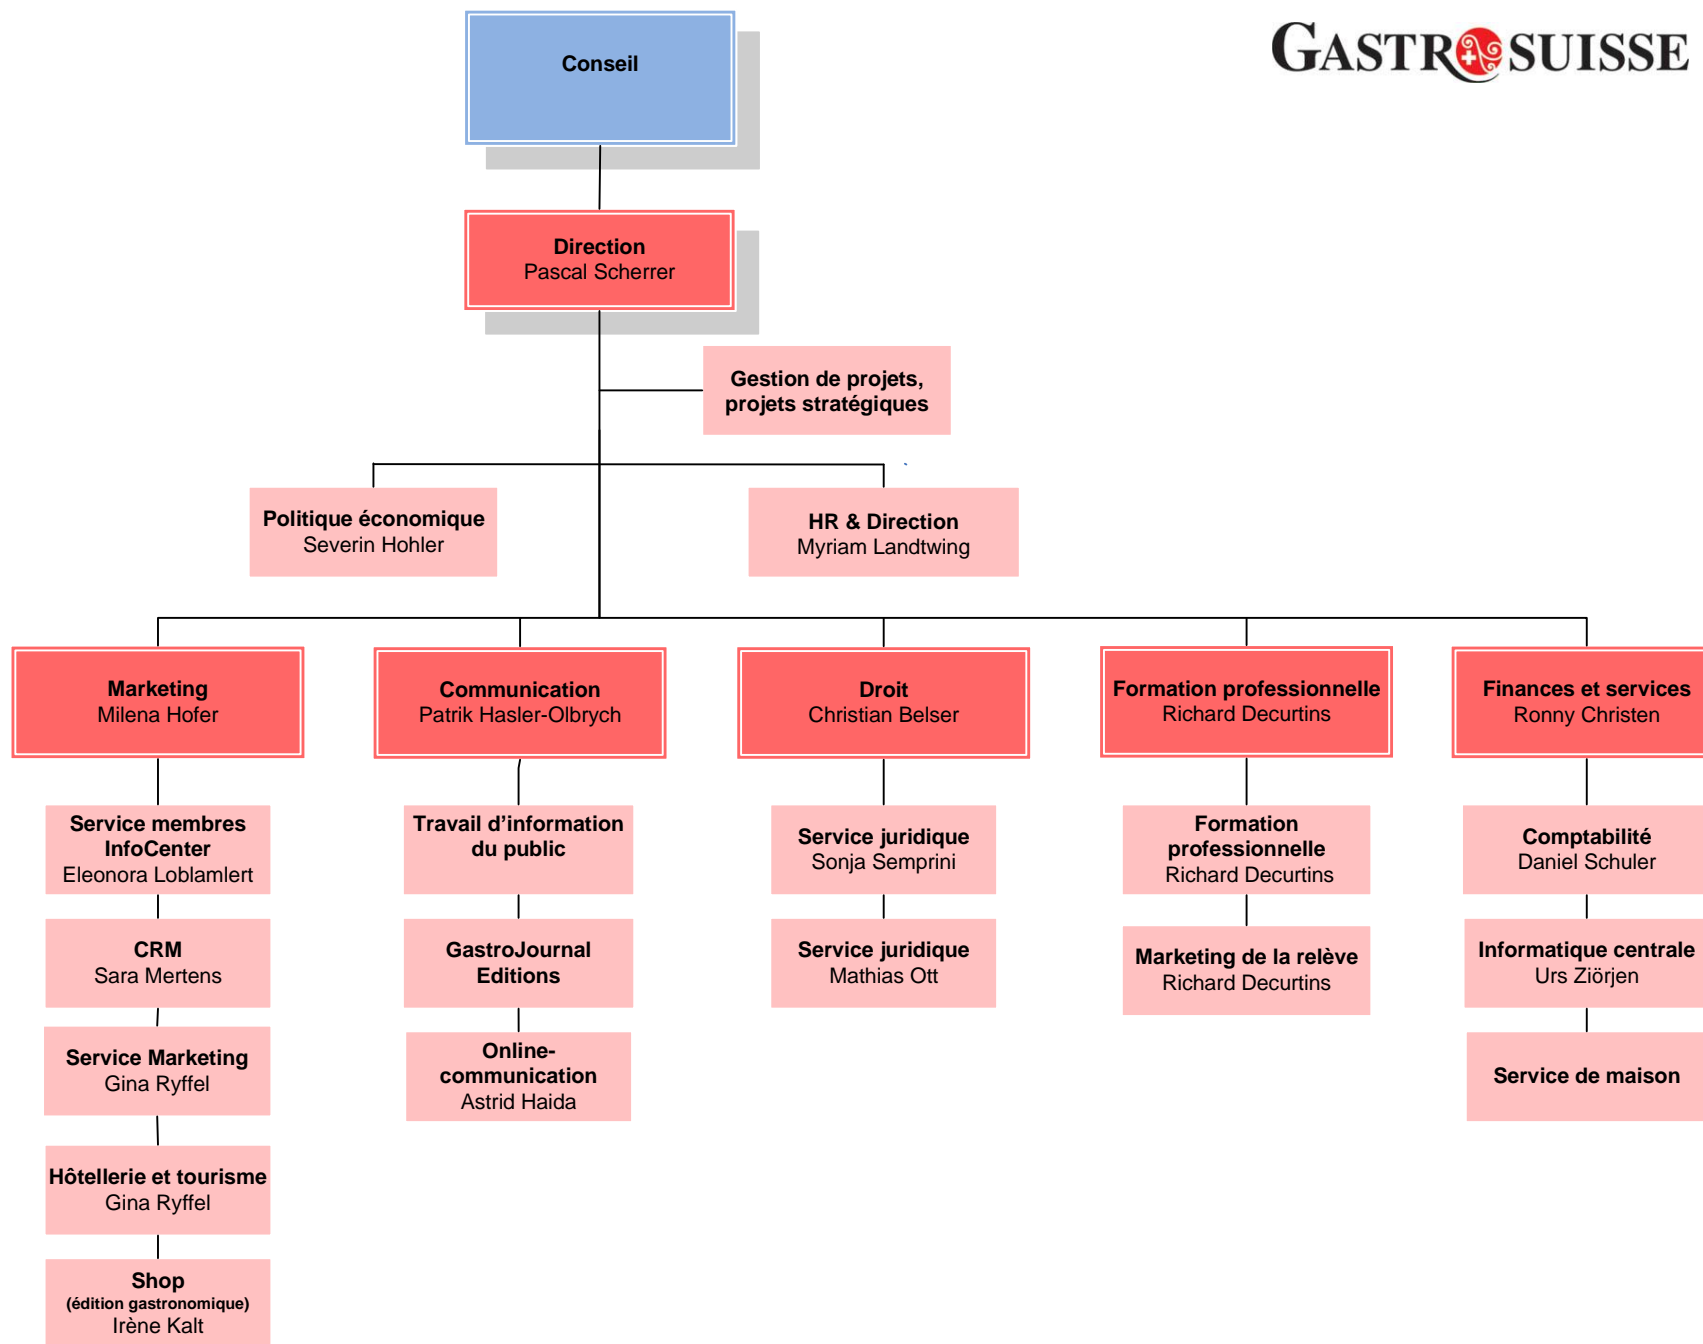 GASTROSUISSE
Conseil
Direction
Pascal Scherrer
Gestion de projets,
projets stratégiques
Politique économique
Severin Hohler
HR & Direction
Myriam Landtwing
Marketing
Milena Hofer
Communication
Patrik Hasler-Olbrych
Droit
Christian Belser
Formation professionnelle
Richard Decurtins
Finances et services
Ronny Christen
Service membres
InfoCenter
Eleonora Loblamlert
CRM
Sara Mertens
Service Marketing
Gina Ryffel
Hôtellerie et tourisme
Gina Ryffel
Shop
(édition gastronomique)
Irène Kalt
Travail d’information
du public
GastroJournal
Editions
Online-
communication
Astrid Haida
Service juridique
Sonja Semprini
Service juridique
Mathias Ott
Formation
professionnelle
Richard Decurtins
Marketing de la relève
Richard Decurtins
Comptabilité
Daniel Schuler
Informatique centrale
Urs Ziörjen
Service de maison